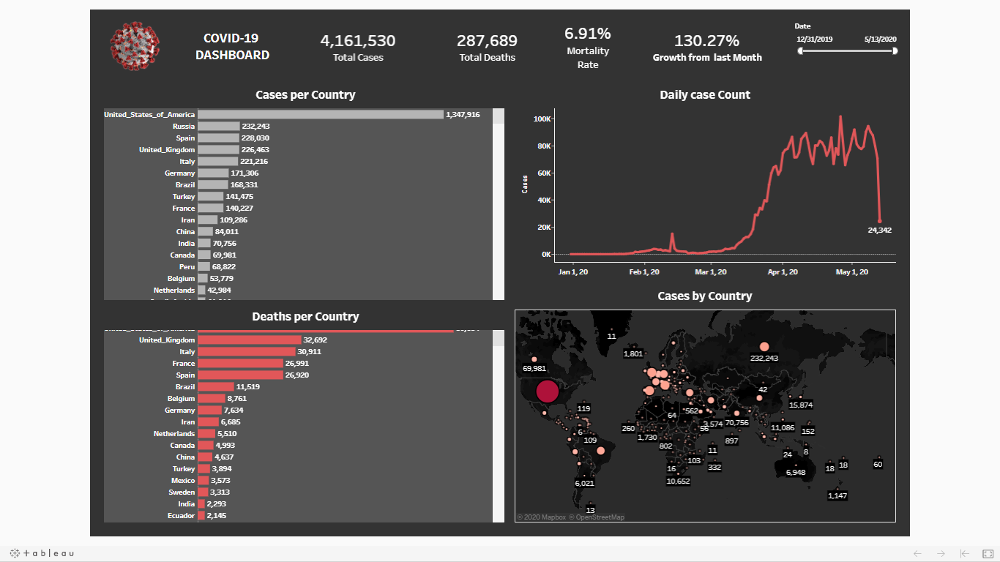 COVID-19
DASHBOARD
4,161,530
Total Cases
287,689
Total Deaths
6.91%
Mortality
Rate
130.27%
Growth from last Month
Date
12/31/2019 5/13/2020
Cases per Country
United_States_of_America 1,347,916
Russia 232,243
Spain 228,030
United_Kingdom 226,463
Italy 221,216
Germany 171,306
Brazil 168,331
Turkey 141,475
France 140,227
Iran 109,286
China 84,011
India 70,756
Canada 69,981
Peru 68,822
Belgium 53,779
Netherlands 42,984
Deaths per Country
United_Kingdom 32,692
Italy 30,911
France 26,991
Spain 26,920
Brazil 11,519
Belgium 8,761
Germany 7,634
Iran 6,685
Netherlands 5,510
Canada 4,993
China 4,637
Turkey 3,894
Mexico 3,573
Sweden 3,313
India 2,293
Ecuador 2,145
Daily case Count
Cases
100K
80K
60K
40K
20K
0K
24,342
Jan 1, 20 Feb 1, 20 Mar 1, 20 Apr 1, 20 May 1, 20
Cases by Country
11
1,801
232,243
69,981
42
15,874
119
64
562
3,574
70,756
56
11,086
152
260
6
109
1,730
802
897
11
103
332
16
10,652
24
8
6,948
18
18
60
6,021
1,147
13
© 2020 Mapbox © OpenStreetMap
+ a b l e a u